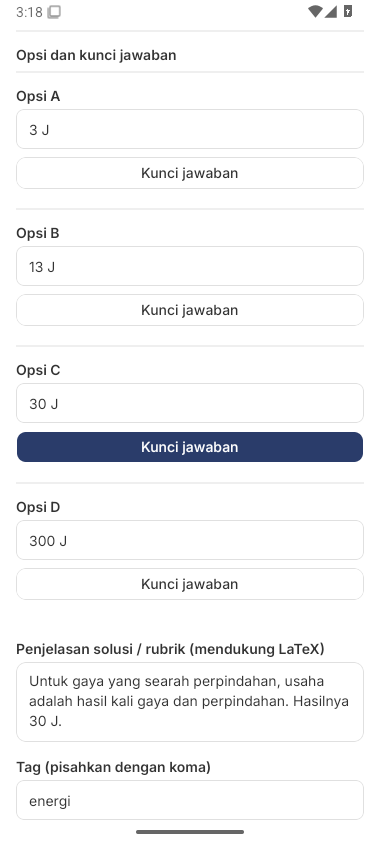 3:18
Opsi dan kunci jawaban
Opsi A
3 J
Kunci jawaban
Opsi B
13 J
Kunci jawaban
Opsi C
30 J
Kunci jawaban
Opsi D
300 J
Kunci jawaban
Penjelasan solusi / rubrik (mendukung LaTeX)
Untuk gaya yang searah perpindahan, usaha
adalah hasil kali gaya dan perpindahan. Hasilnya
30 J.
Tag (pisahkan dengan koma)
energi